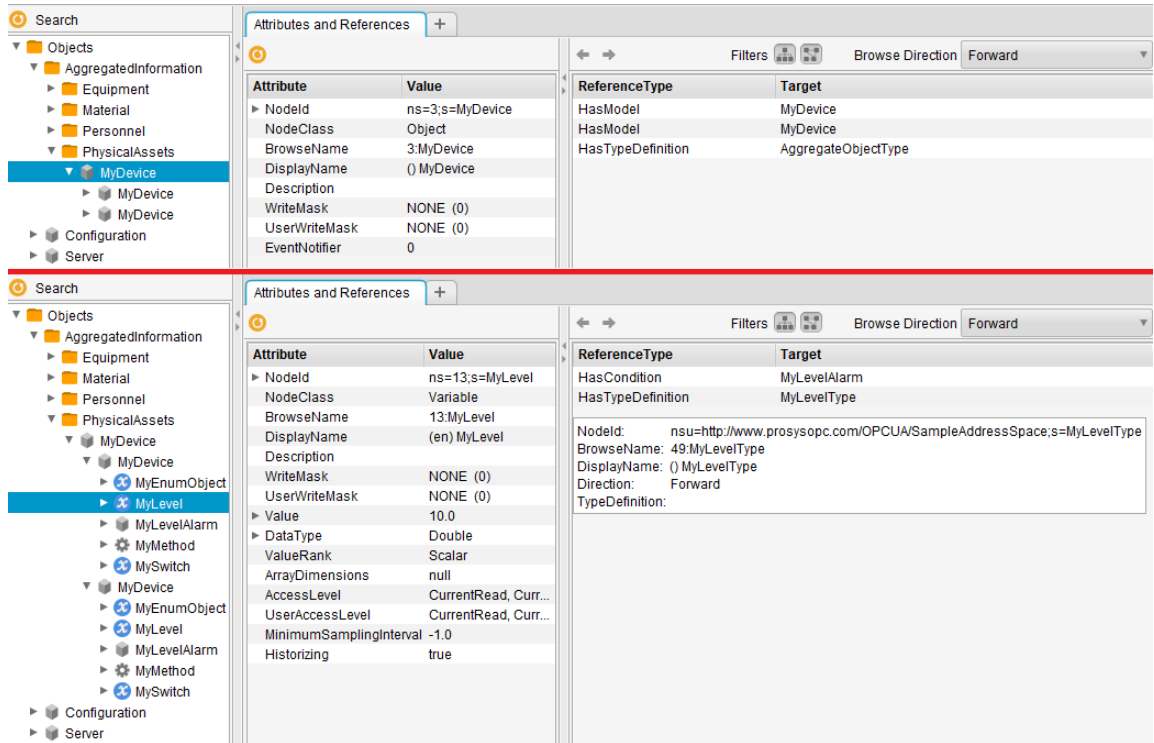 Search
Objects
AggregatedInformation
Equipment
Material
Personnel
PhysicalAssets
MyDevice
MyDevice
MyDevice
Configuration
Server
Attributes and References +
Filters Browse Direction Forward
Attribute Value
NodeId ns=3;s=MyDevice
NodeClass Object
BrowseName 3:MyDevice
DisplayName () MyDevice
Description
WriteMask NONE (0)
UserWriteMask NONE (0)
EventNotifier 0
ReferenceType Target
HasModel MyDevice
HasModel MyDevice
HasTypeDefinition AggregateObjectType
Search
Objects
AggregatedInformation
Equipment
Material
Personnel
PhysicalAssets
MyDevice
MyDevice
MyEnumObject
MyLevel
MyLevelAlarm
MyMethod
MySwitch
MyDevice
MyEnumObject
MyLevel
MyLevelAlarm
MyMethod
MySwitch
Configuration
Server
Attributes and References +
Filters Browse Direction Forward
Attribute Value
NodeId ns=13;s=MyLevel
NodeClass Variable
BrowseName 13:MyLevel
DisplayName (en) MyLevel
Description
WriteMask NONE (0)
UserWriteMask NONE (0)
Value 10.0
DataType Double
ValueRank Scalar
ArrayDimensions null
AccessLevel CurrentRead, Curr...
UserAccessLevel CurrentRead, Curr...
MinimumSamplingInterval -1.0
Historizing true
ReferenceType Target
HasCondition MyLevelAlarm
HasTypeDefinition MyLevelType
NodeId: nsu=http://www.prosysopc.com/OPCUA/SampleAddressSpace;s=MyLevelType
BrowseName: 49:MyLevelType
DisplayName: () MyLevelType
Direction: Forward
TypeDefinition: